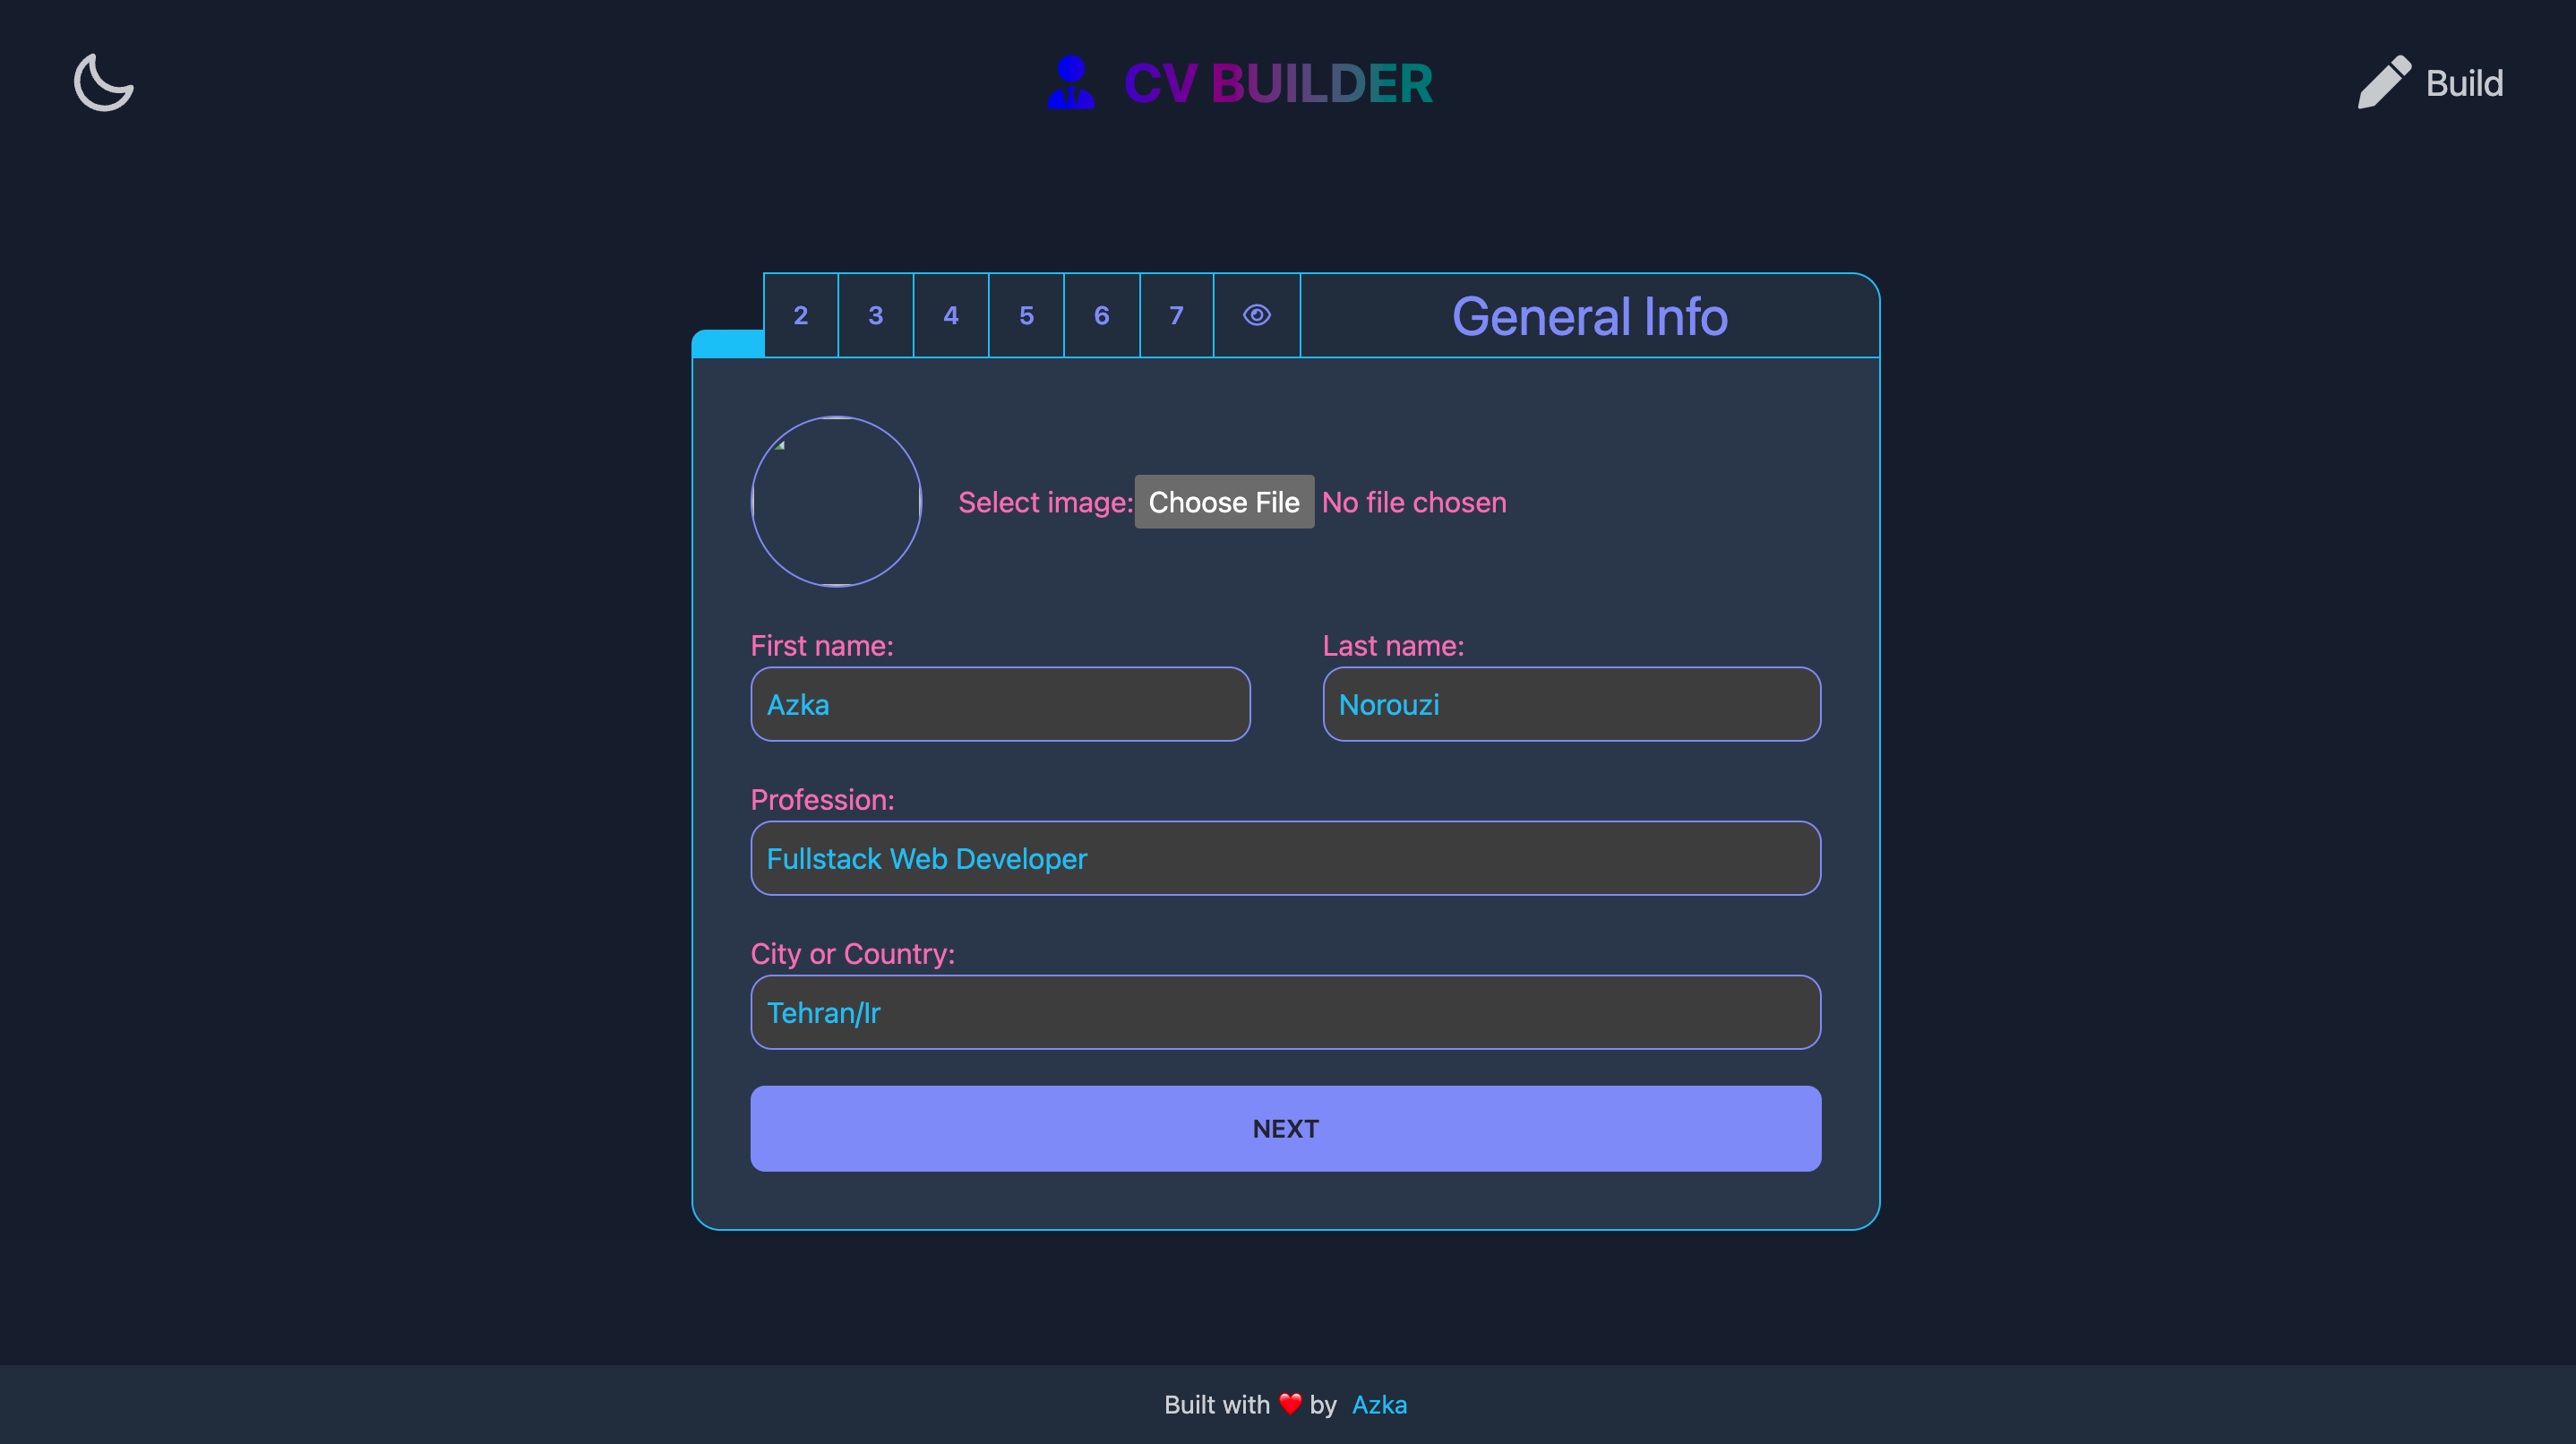 CV BUILDER
Build
2 3 4 5 6 7 General Info
Select image: Choose File No file chosen
First name: Last name:
Azka Norouzi
Profession:
Fullstack Web Developer
City or Country:
Tehran/Ir
NEXT
Built with ❤️ by Azka